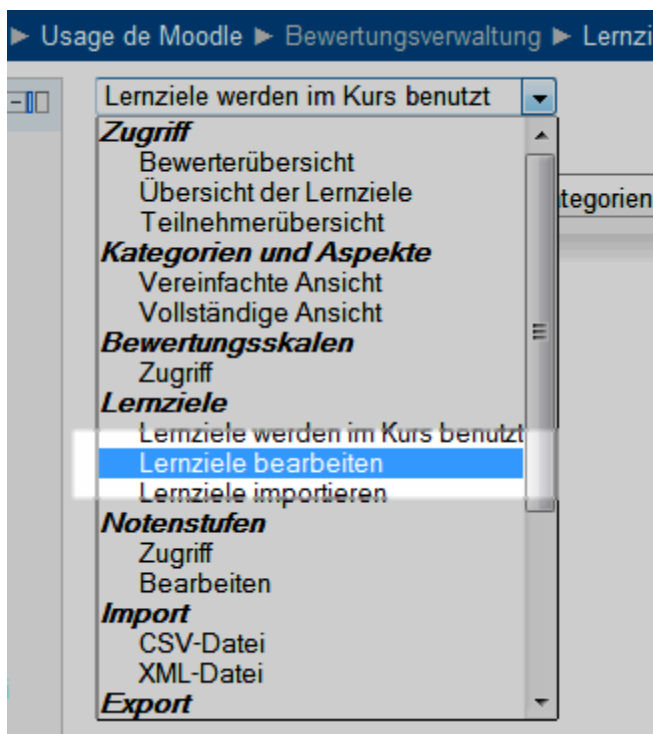 ► Usage de Moodle ► Bewertungsverwaltung ► Lernzi
Lernziele werden im Kurs benutzt
Zugriff
Bewerterübersicht
Übersicht der Lernziele
tegorien
Teilnehmerübersicht
Kategorien und Aspekte
Vereinfachte Ansicht
Vollständige Ansicht
Bewertungsskalen
Zugriff
Lernziele
Lernziele werden im Kurs benutzt
Lernziele bearbeiten
Lernziele importieren
Notenstufen
Zugriff
Bearbeiten
Import
CSV-Datei
XML-Datei
Export